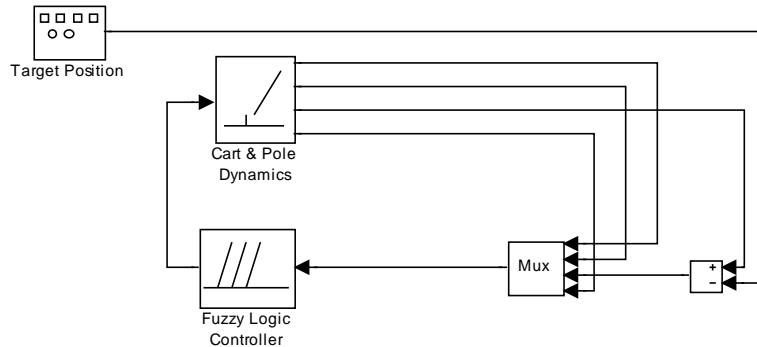 Target Position
Cart & Pole
Dynamics
Mux
+
−
Fuzzy Logic
Controller